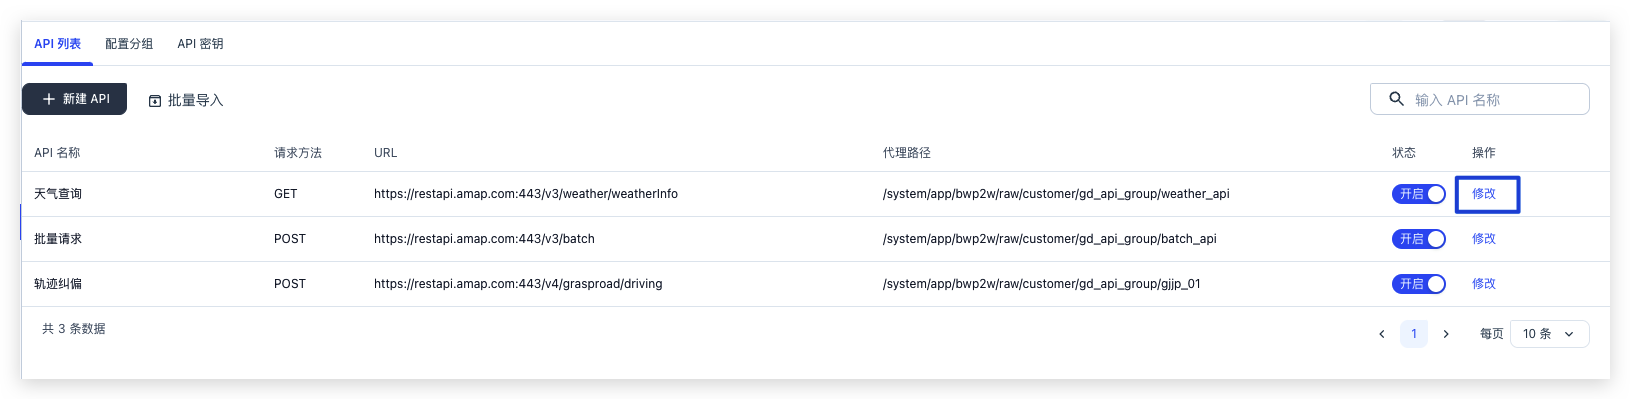 API 列表 配置分组 API 密钥
新建 API 批量导入 输入 API 名称
API 名称 请求方法 URL 代理路径 状态 操作
天气查询 GET https://restapi.amap.com:443/v3/weather/weatherInfo /system/app/bwp2w/raw/customer/gd_api_group/weather_api 开启 修改
批量请求 POST https://restapi.amap.com:443/v3/batch /system/app/bwp2w/raw/customer/gd_api_group/batch_api 开启 修改
轨迹纠偏 POST https://restapi.amap.com:443/v4/grasproad/driving /system/app/bwp2w/raw/customer/gd_api_group/gjjp_01 开启 修改
共 3 条数据 1 每页 10 条